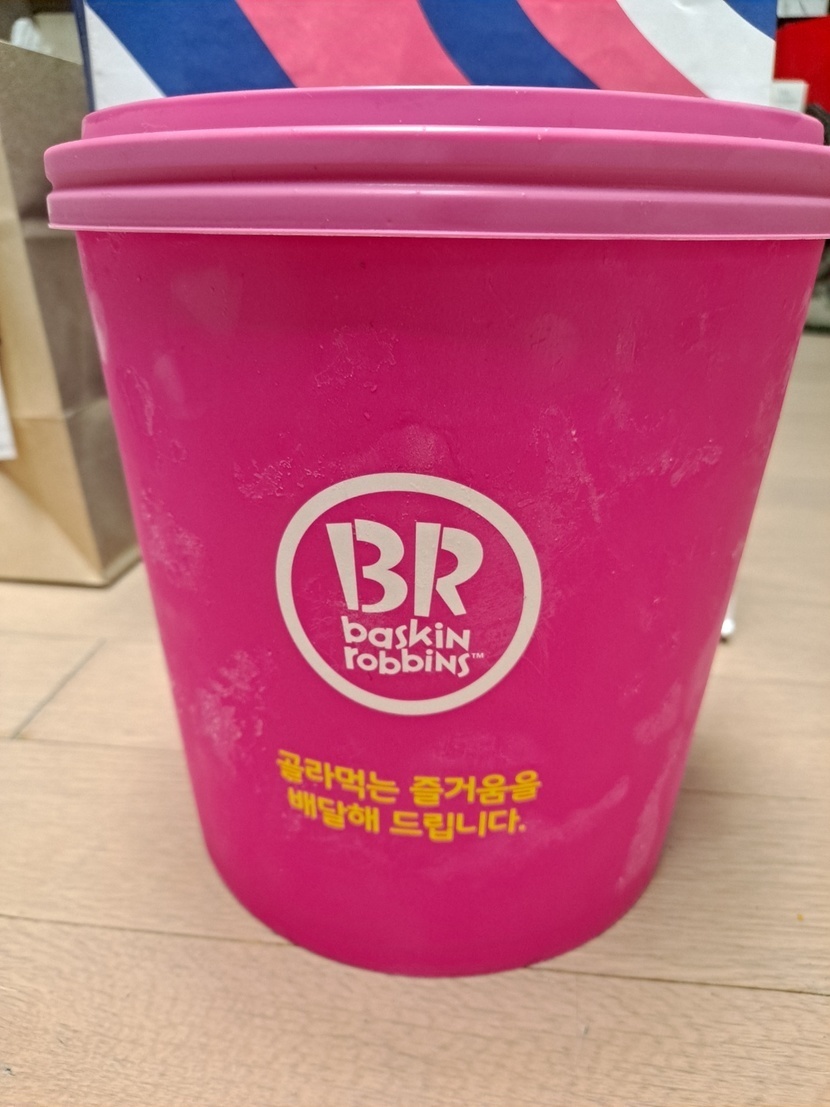 BR
baskin
robbins™
골라먹는 즐거움을
배달해 드립니다.